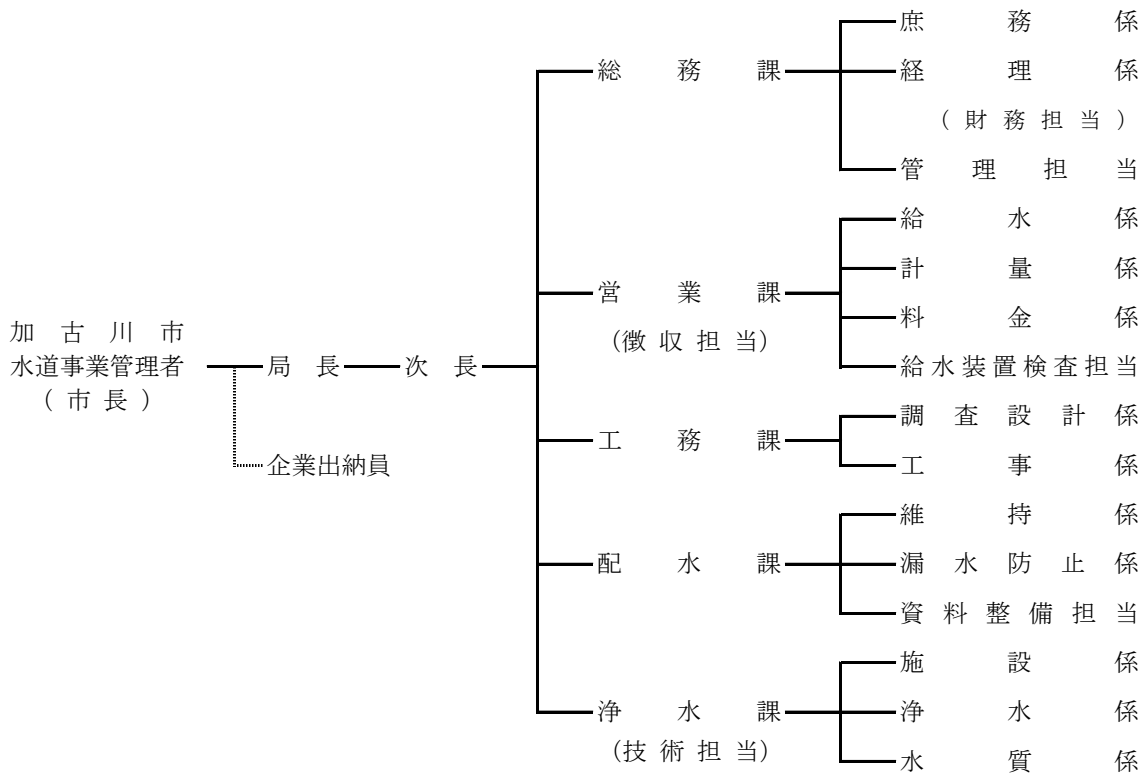 加古川市
水道事業管理者
(市長)
局長
次長
企業出納員
総務課
庶務係
経理係
(財務担当)
管理担当
営業課
(徴収担当)
給水係
計量係
料金係
給水装置検査担当
工務課
調査設計係
工事係
配水課
維持係
漏水防止係
資料整備担当
浄水課
(技術担当)
施設係
浄水係
水質係